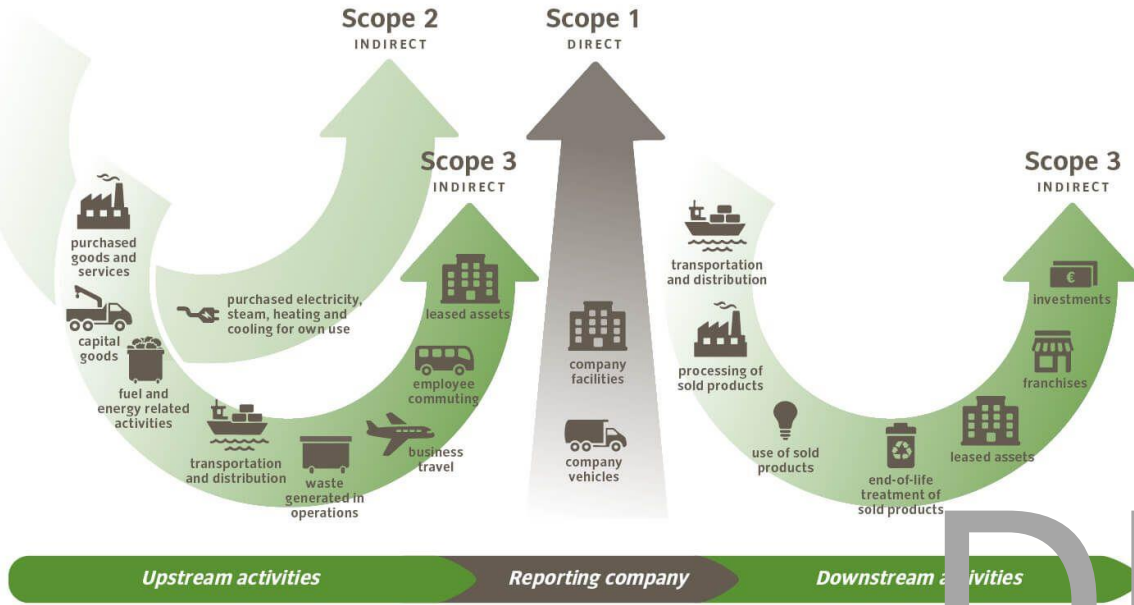 Scope 2
INDIRECT
Scope 1
DIRECT
Scope 3
INDIRECT
Scope 3
INDIRECT
purchased
goods and
services
capital
goods
fuel and
energy related
activities
purchased electricity,
steam, heating and
cooling for own use
transportation
and distribution
waste
generated in
operations
business
travel
employee
commuting
leased assets
company
facilities
company
vehicles
transportation
and distribution
processing of
sold products
use of sold
products
end-of-life
treatment of
sold products
leased assets
franchises
€
investments
Upstream activities
Reporting company
Downstream activities